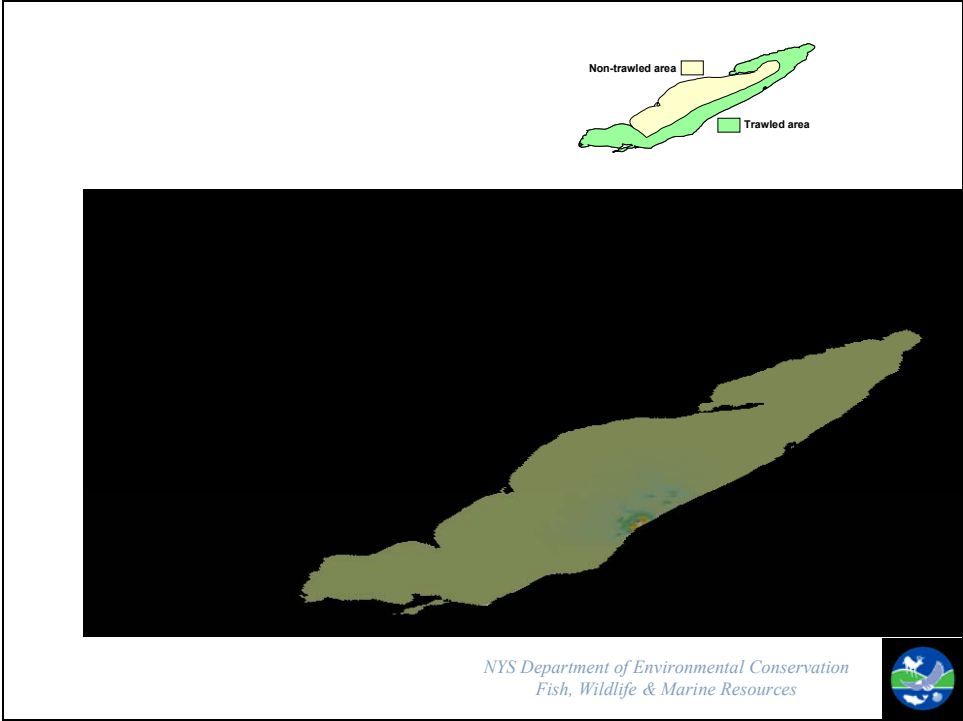 Non-trawled area
Trawled area
NYS Department of Environmental Conservation
Fish, Wildlife & Marine Resources